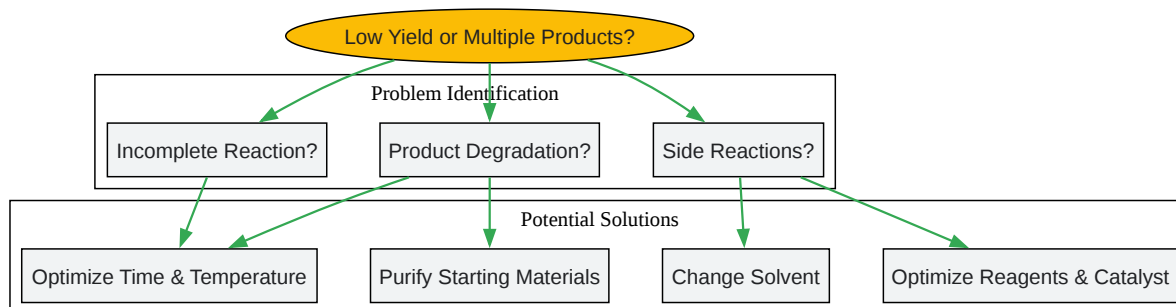 Low Yield or Multiple Products?
Problem Identification
Incomplete Reaction?
Product Degradation?
Side Reactions?
Potential Solutions
Optimize Time & Temperature
Purify Starting Materials
Change Solvent
Optimize Reagents & Catalyst